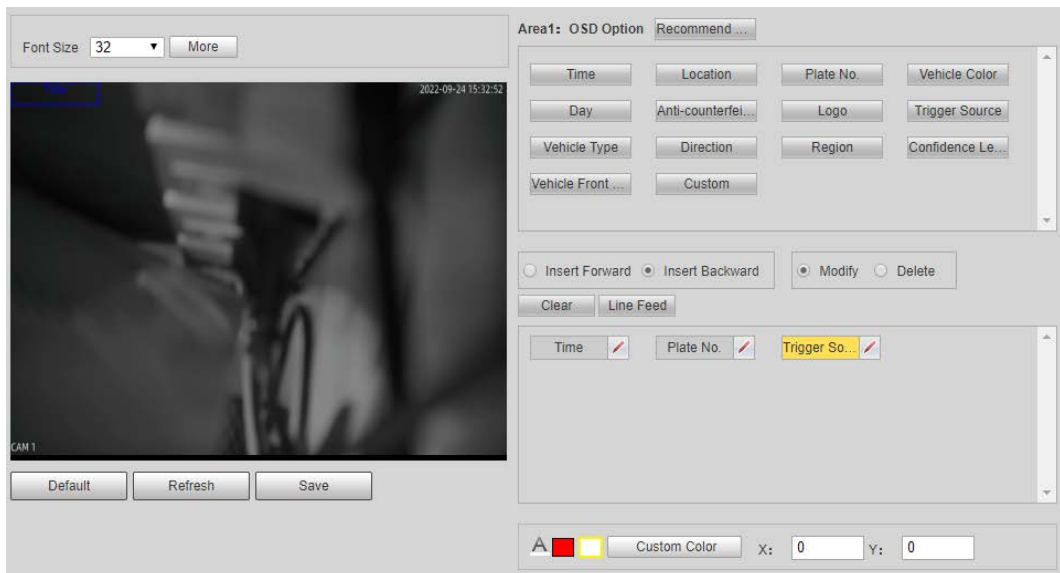 Font Size 32 More
Area1: OSD Option Recommend ...
Time Location Plate No. Vehicle Color
Day Anti-counterfei... Logo Trigger Source
Vehicle Type Direction Region Confidence Le...
Vehicle Front ... Custom
Title
2022-09-24 15:32:52
CAM 1
Insert Forward Insert Backward Modify Delete
Clear Line Feed
Time Plate No. Trigger So...
Default Refresh Save
A Custom Color X: 0 Y: 0